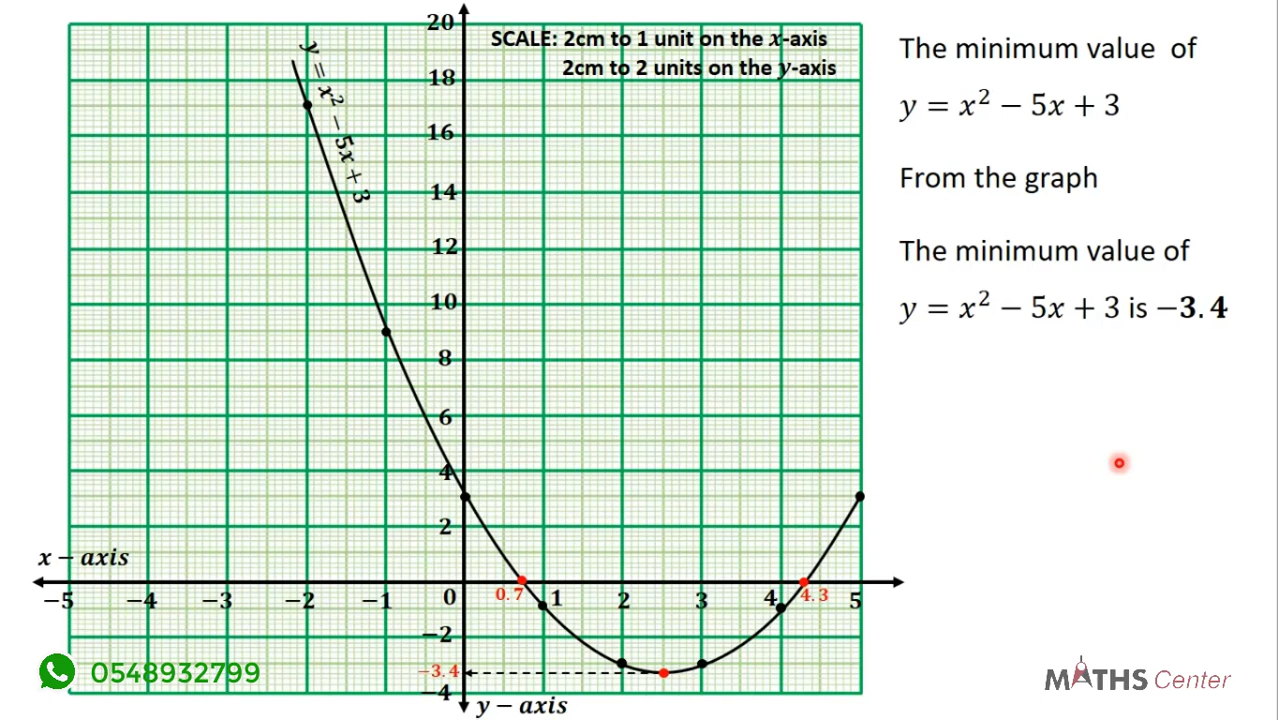 20
SCALE: 2cm to 1 unit on the x-axis
2cm to 2 units on the y-axis
y = x² − 5x + 3
18
16
14
12
10
8
6
4
2
x − axis
−5 −4 −3 −2 −1 0 0.7 1 2 3 4 4.3 5
−2
−3.4
−4
y − axis
0548932799
The minimum value of
y = x² − 5x + 3
From the graph
The minimum value of
y = x² − 5x + 3 is −3.4
MATHS Center